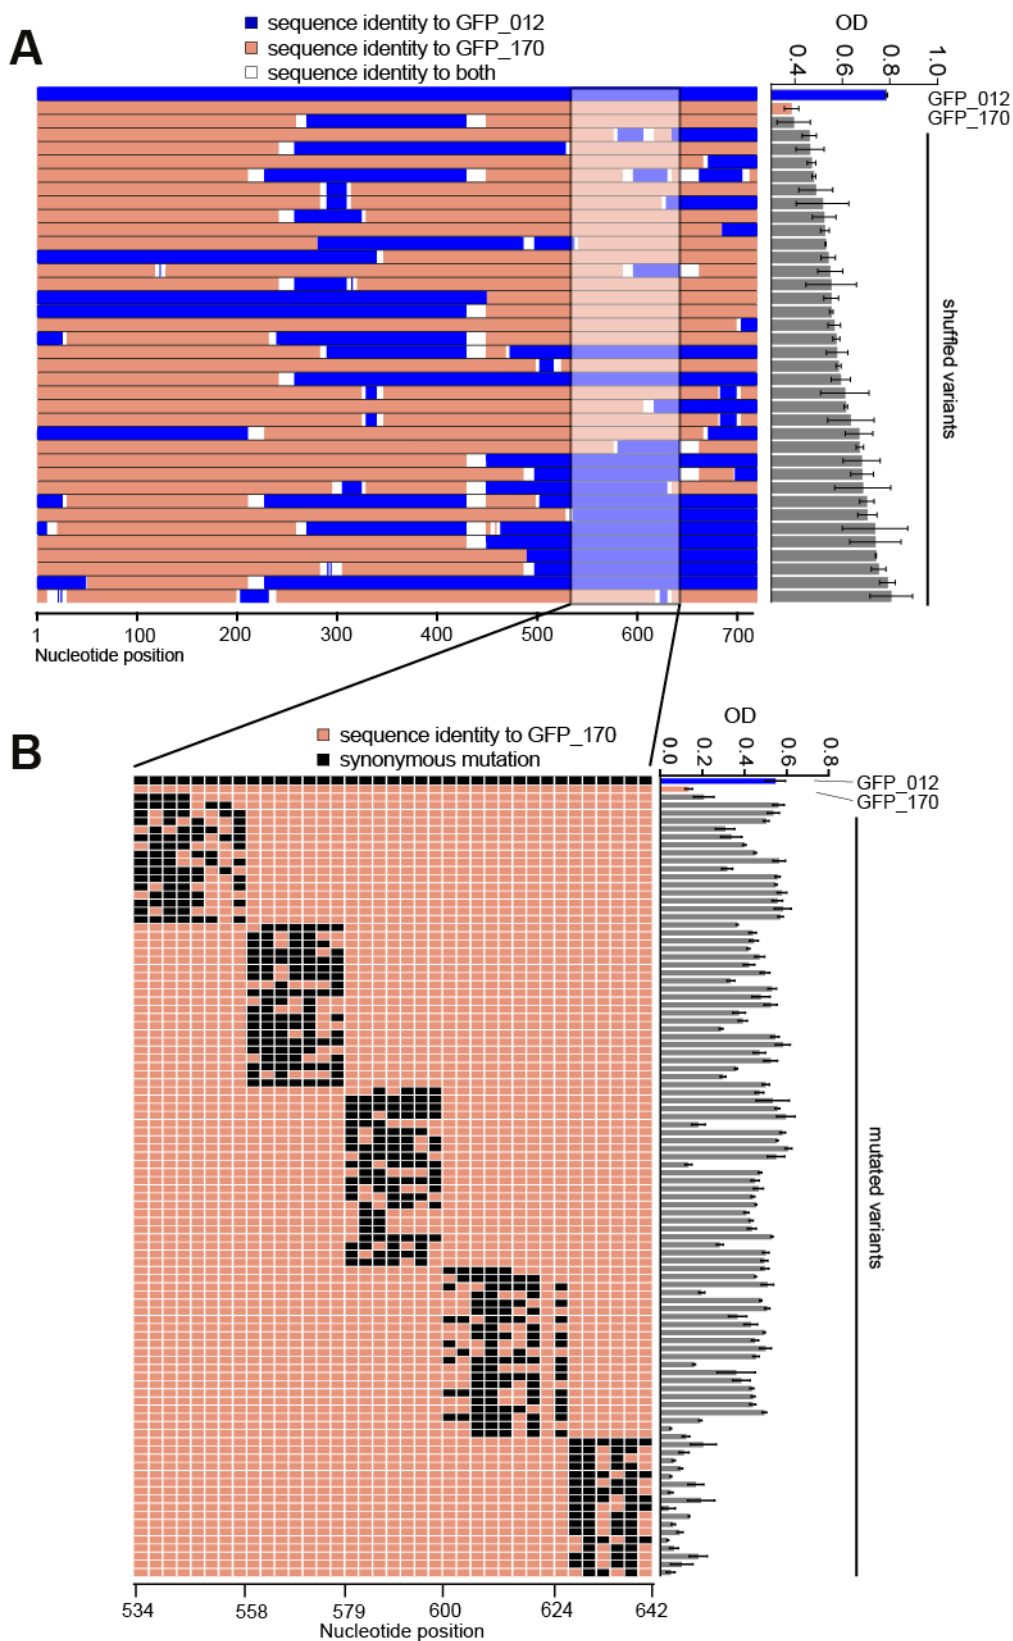 A
sequence identity to GFP_012
sequence identity to GFP_170
sequence identity to both
OD
0.4 0.6 0.8 1.0
GFP_012
GFP_170
shuffled variants
1 100 200 300 400 500 600 700
Nucleotide position
B
sequence identity to GFP_170
synonymous mutation
OD
0.0 0.2 0.4 0.6 0.8
GFP_012
GFP_170
mutated variants
534 558 579 600 624 642
Nucleotide position